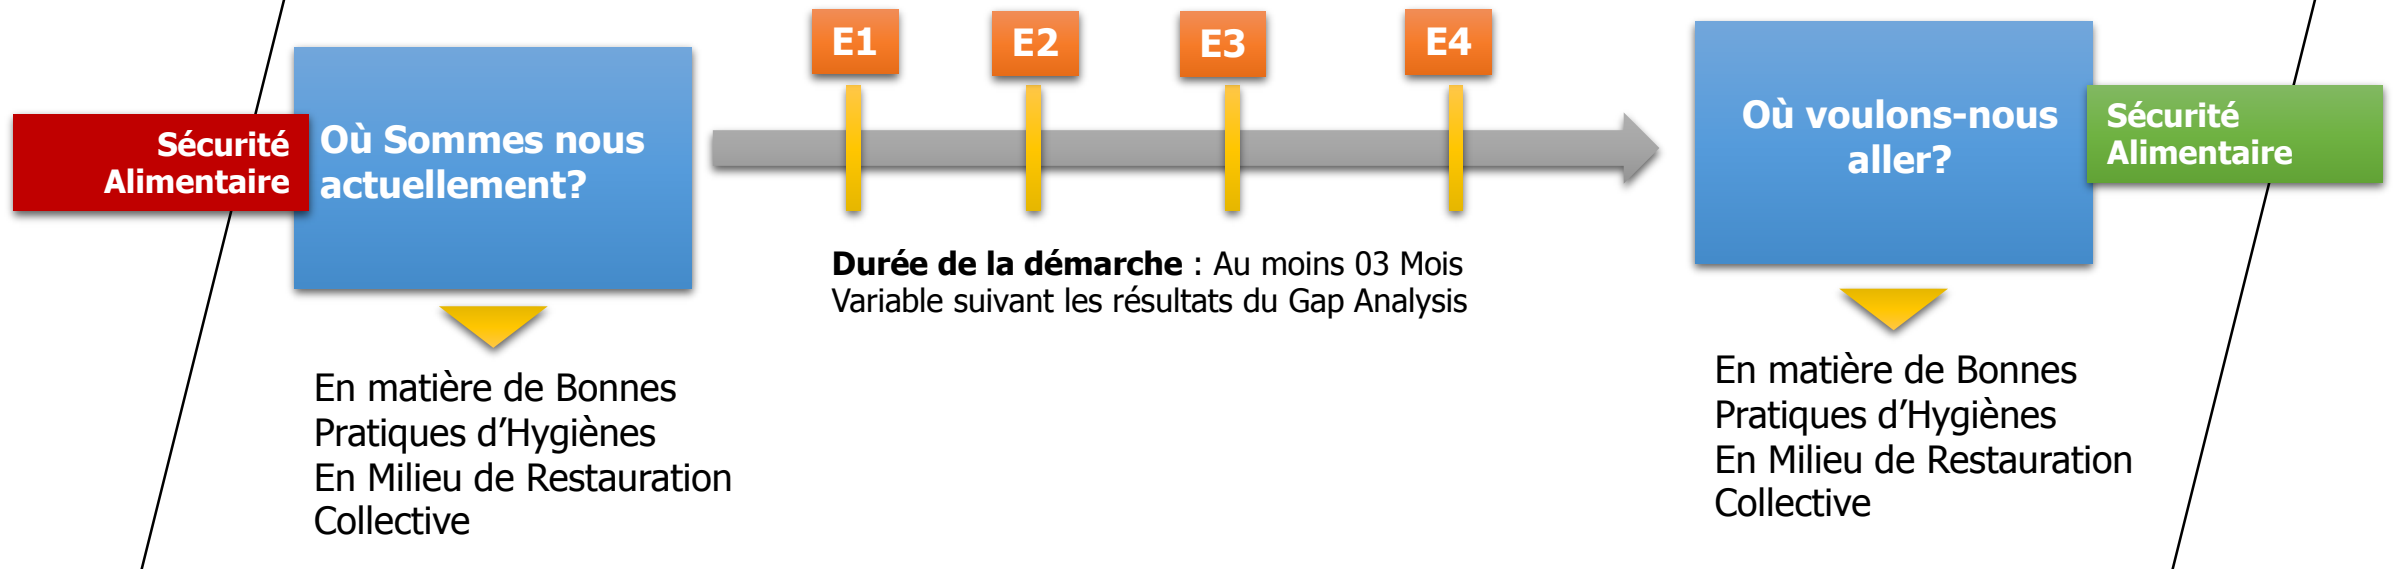 Sécurité
Alimentaire
Où Sommes nous
actuellement?
En matière de Bonnes
Pratiques d’Hygiènes
En Milieu de Restauration
Collective
E1
E2
E3
E4
Durée de la démarche : Au moins 03 Mois
Variable suivant les résultats du Gap Analysis
Où voulons-nous
aller?
Sécurité
Alimentaire
En matière de Bonnes
Pratiques d’Hygiènes
En Milieu de Restauration
Collective